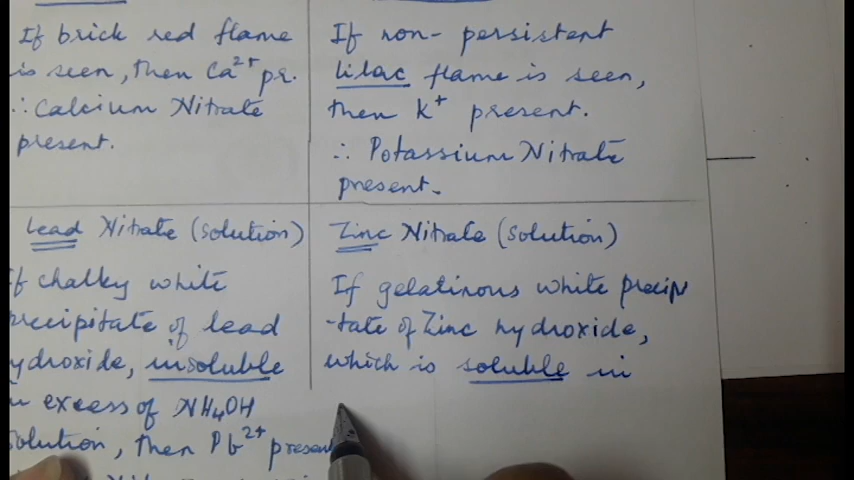 If brick red flame
is seen, then Ca²⁺ pr.
∴ Calcium Nitrate
present.
If non-persistent
lilac flame is seen,
then K⁺ present.
∴ Potassium Nitrate
present.
Lead Nitrate (solution)
If chalky white
precipitate of lead
hydroxide, insoluble
in excess of NH₄OH
solution, then Pb²⁺ present
Zinc Nitrate (solution)
If gelatinous white precip
-tate of Zinc hydroxide,
which is soluble in